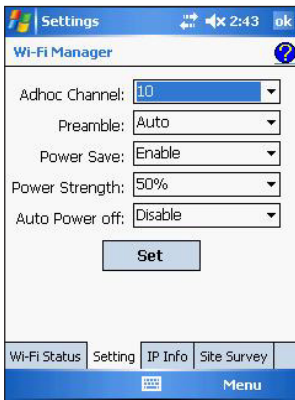 Settings 2:43 ok
Wi-Fi Manager ?
Adhoc Channel: 10
Preamble: Auto
Power Save: Enable
Power Strength: 50%
Auto Power off: Disable
Set
Wi-Fi Status Setting IP Info Site Survey
Menu